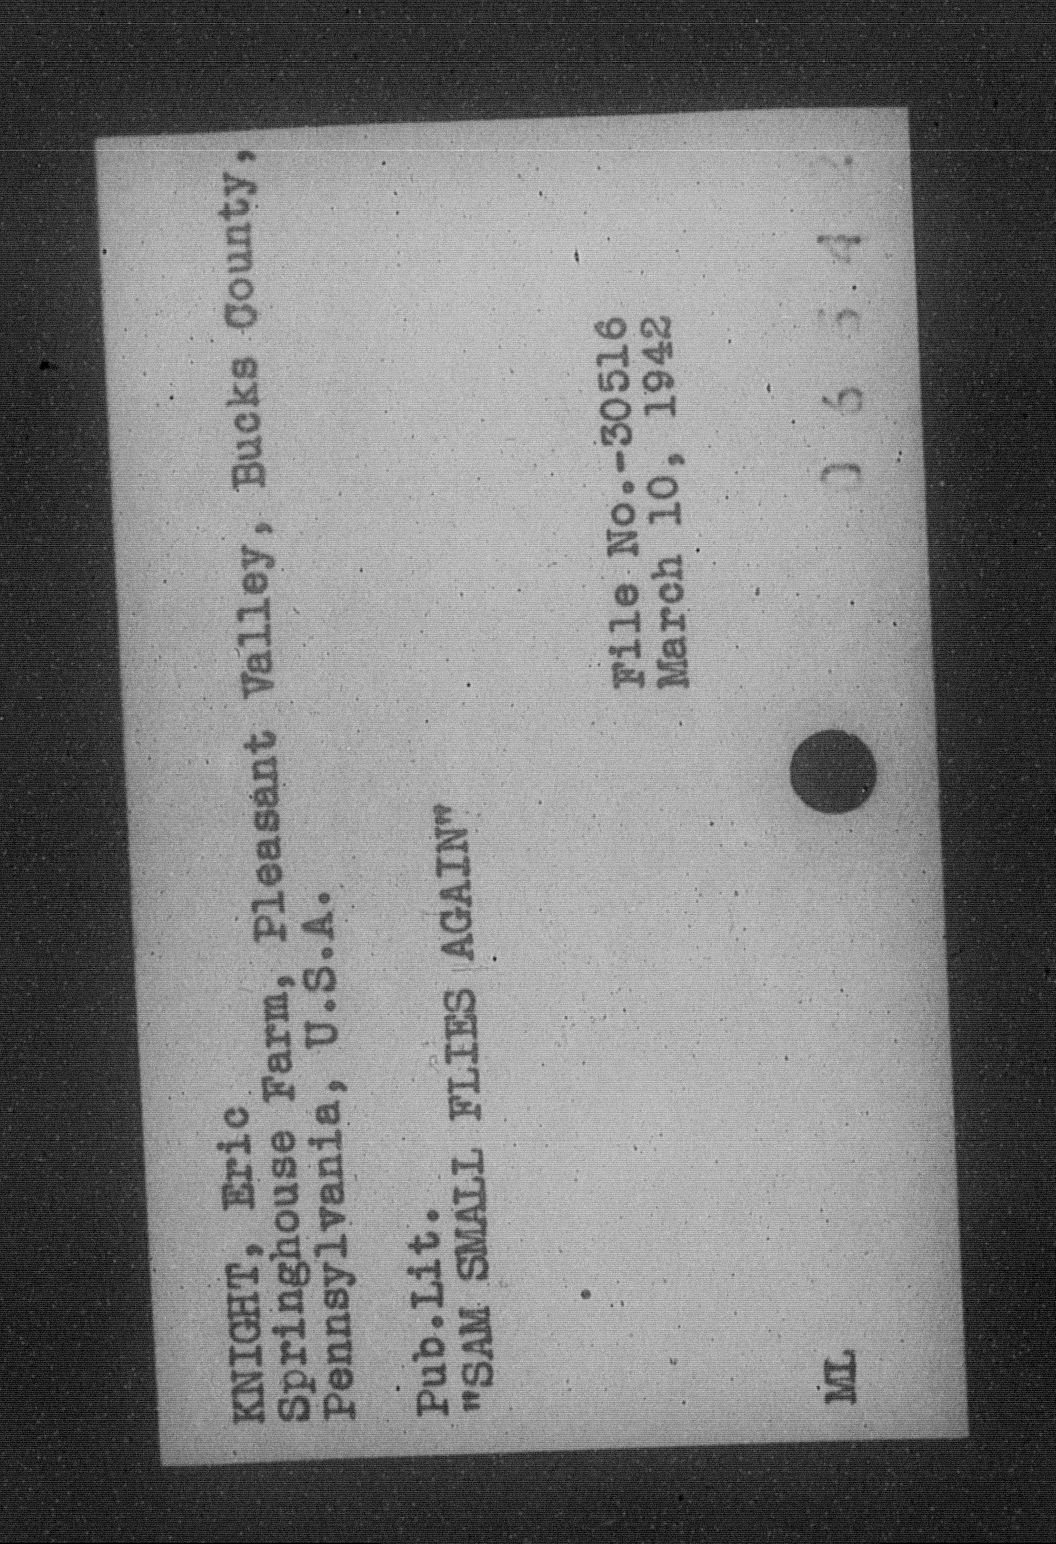 KNIGHT, Eric
Springhouse Farm, Pleasant Valley, Bucks County,
Pennsylvania, U.S.A.
Pub.Lit.
"SAM SMALL FLIES AGAIN"
File No.-30516
March 10, 1942
ML